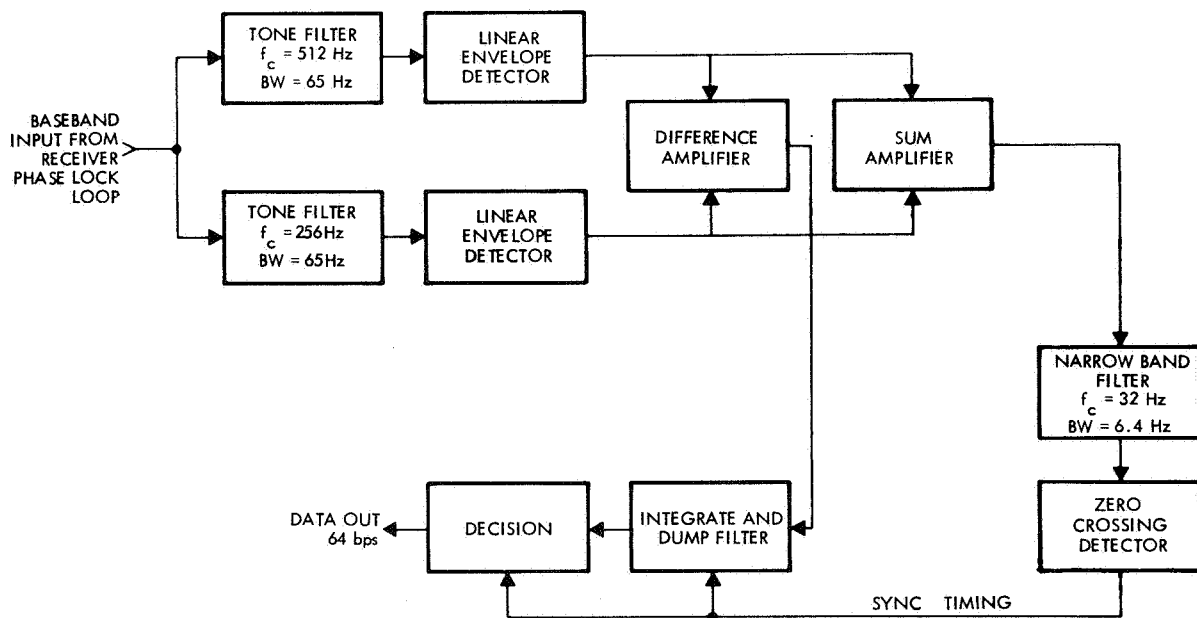 TONE FILTER
f_c = 512 Hz
BW = 65 Hz
LINEAR
ENVELOPE
DETECTOR
BASEBAND
INPUT FROM
RECEIVER
PHASE LOCK
LOOP
DIFFERENCE
AMPLIFIER
SUM
AMPLIFIER
TONE FILTER
f_c = 256Hz
BW = 65Hz
LINEAR
ENVELOPE
DETECTOR
NARROW BAND
FILTER
f_c = 32 Hz
BW = 6.4 Hz
DATA OUT
64 bps
DECISION
INTEGRATE AND
DUMP FILTER
ZERO
CROSSING
DETECTOR
SYNC TIMING